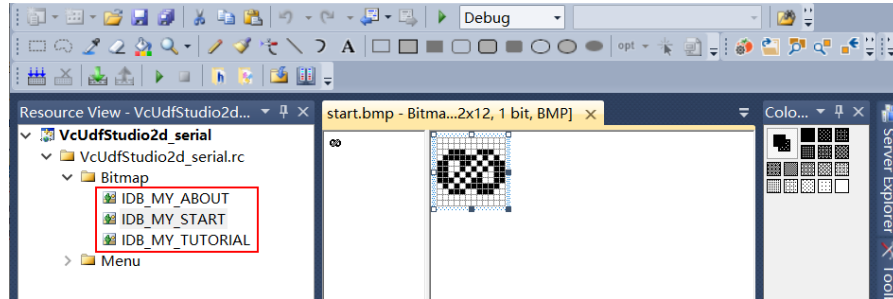 Debug
A opt
Resource View - VcUdfStudio2d...
start.bmp - Bitma...2x12, 1 bit, BMP]
Colo...
VcUdfStudio2d_serial
VcUdfStudio2d_serial.rc
Bitmap
IDB_MY_ABOUT
IDB_MY_START
IDB_MY_TUTORIAL
Menu
Server Explorer